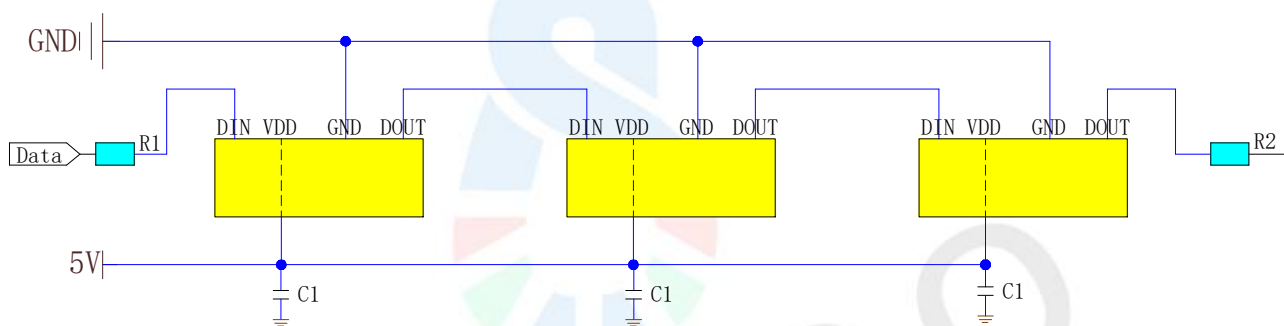 GND
DIN VDD GND DOUT DIN VDD GND DOUT DIN VDD GND DOUT
Data R1 R2
5V
C1 C1 C1